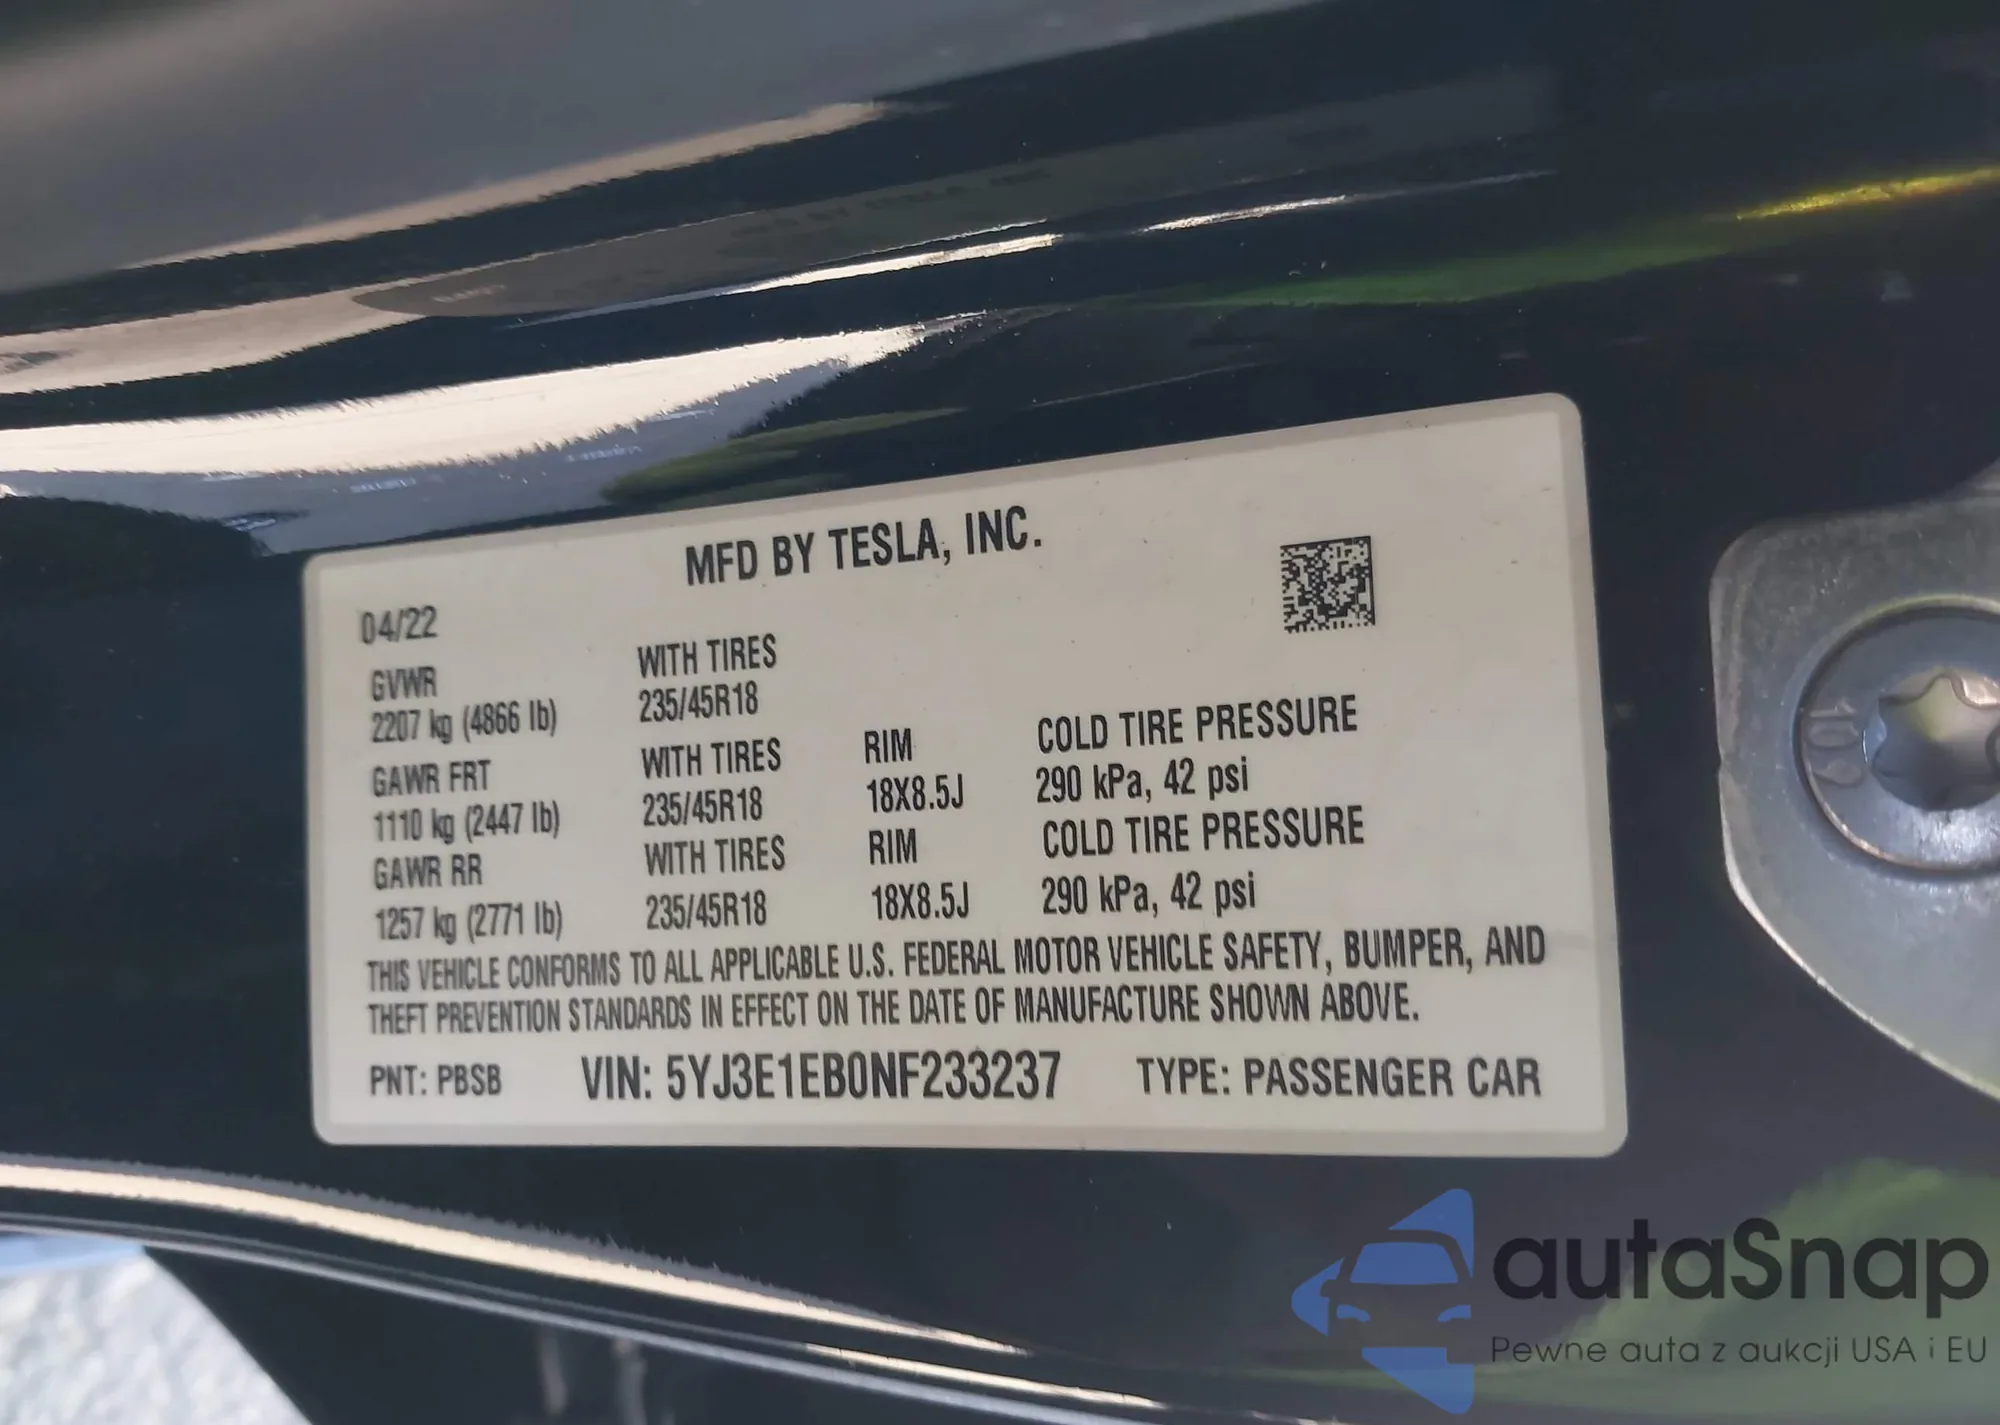 MFD BY TESLA, INC.
04/22
GVWR
2207 kg (4866 lb)
WITH TIRES
235/45R18
GAWR FRT
1110 kg (2447 lb)
WITH TIRES
235/45R18
RIM
18X8.5J
COLD TIRE PRESSURE
290 kPa, 42 psi
GAWR RR
1257 kg (2771 lb)
WITH TIRES
235/45R18
RIM
18X8.5J
COLD TIRE PRESSURE
290 kPa, 42 psi
THIS VEHICLE CONFORMS TO ALL APPLICABLE U.S. FEDERAL MOTOR VEHICLE SAFETY, BUMPER, AND
THEFT PREVENTION STANDARDS IN EFFECT ON THE DATE OF MANUFACTURE SHOWN ABOVE.
PNT: PBSB VIN: 5YJ3E1EB0NF233237 TYPE: PASSENGER CAR
autaSnap
Pewne auta z aukcji USA i EU